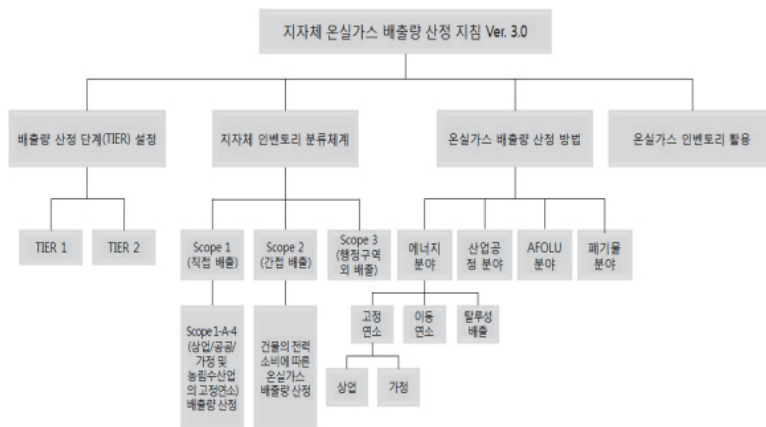 지자체 온실가스 배출량 산정 지침 Ver. 3.0
배출량 산정 단계(TIER) 설정
지자체 인벤토리 분류체계
온실가스 배출량 산정 방법
온실가스 인벤토리 활용
TIER 1
TIER 2
Scope 1
(직접 배출)
Scope 2
(간접 배출)
Scope 3
(행정구역
외 배출)
에너지
분야
산업공
정 분야
AFOLU
분야
폐기물
분야
Scope 1-A-4
(상업/공공/
가정 및
농림수산업
의 고정연소)
배출량 산정
건물의 전력
소비에 따른
온실가스
배출량 산정
고정
연소
이동
연소
탈루성
배출
상업
가정